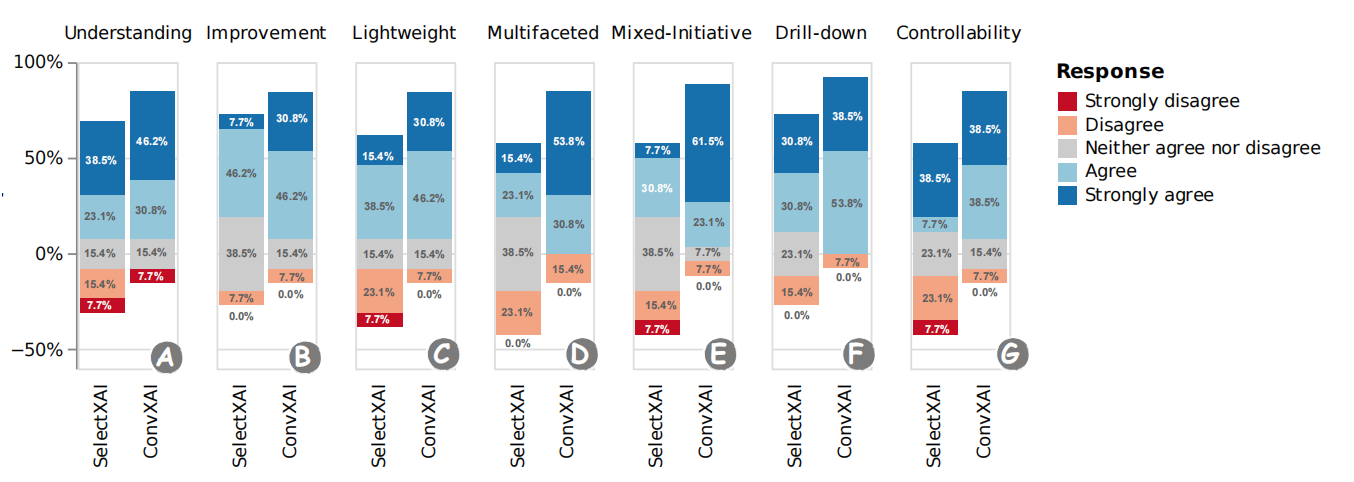 Understanding Improvement Lightweight Multifaceted Mixed-Initiative Drill-down Controllability
100%
50%
0%
−50%
38.5%
23.1%
15.4%
15.4%
7.7%
46.2%
30.8%
15.4%
7.7%
A
7.7%
46.2%
38.5%
7.7%
0.0%
30.8%
46.2%
15.4%
7.7%
0.0%
B
15.4%
38.5%
15.4%
23.1%
7.7%
30.8%
46.2%
15.4%
7.7%
0.0%
C
15.4%
23.1%
38.5%
23.1%
0.0%
53.8%
30.8%
15.4%
0.0%
D
7.7%
30.8%
38.5%
15.4%
7.7%
61.5%
23.1%
7.7%
7.7%
0.0%
E
30.8%
30.8%
23.1%
15.4%
0.0%
38.5%
53.8%
7.7%
0.0%
F
38.5%
7.7%
23.1%
23.1%
7.7%
38.5%
38.5%
15.4%
7.7%
0.0%
G
SelectXAI
ConvXAI
SelectXAI
ConvXAI
SelectXAI
ConvXAI
SelectXAI
ConvXAI
SelectXAI
ConvXAI
SelectXAI
ConvXAI
SelectXAI
ConvXAI
Response
Strongly disagree
Disagree
Neither agree nor disagree
Agree
Strongly agree